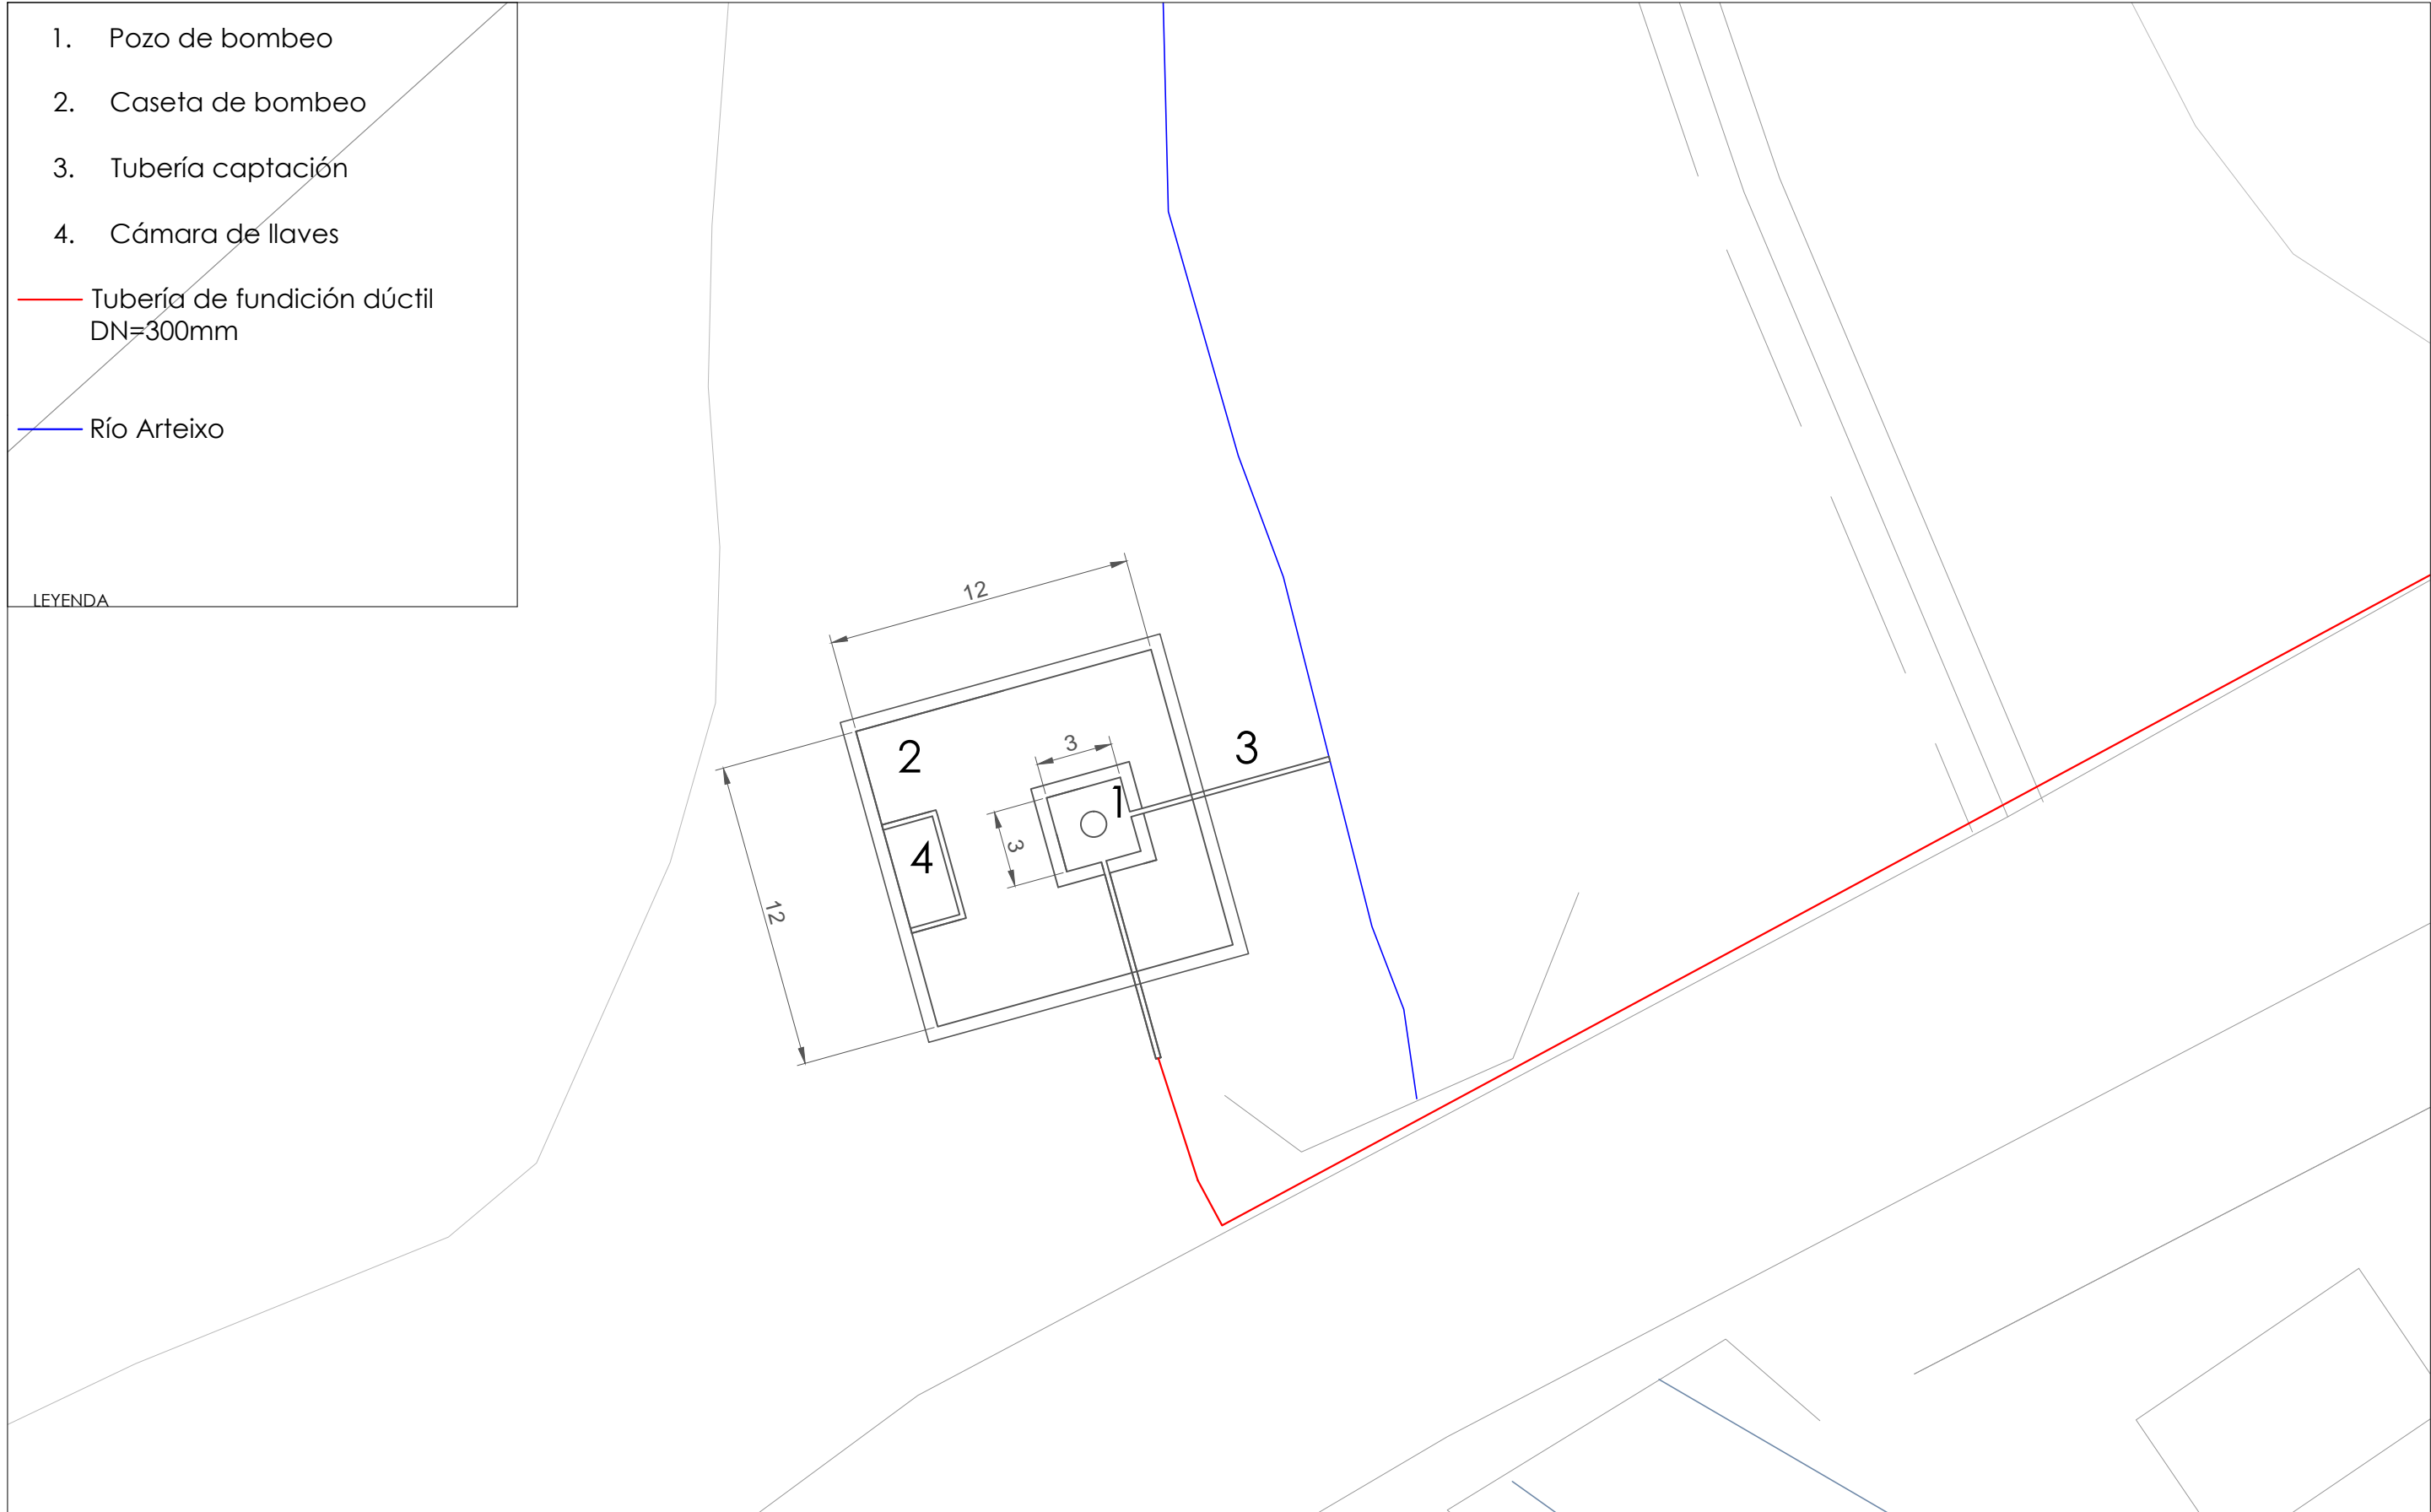 1. Pozo de bombeo
2. Caseta de bombeo
3. Tubería captación
4. Cámara de llaves
Tubería de fundición dúctil
DN=300mm
Río Arteixo
LEYENDA
12
2
3
3
1
3
4
12